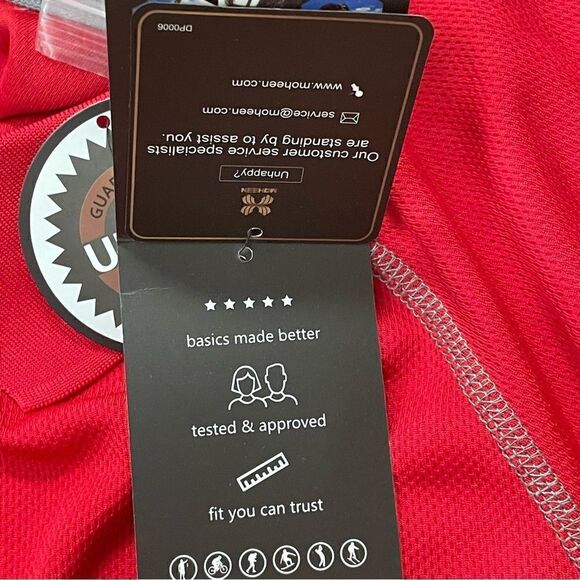 DP0006
MOHEEN
Unhappy?
Our customer service specialists
are standing by to assist you.
service@moheen.com
www.moheen.com
★★★★★
basics made better
tested & approved
fit you can trust